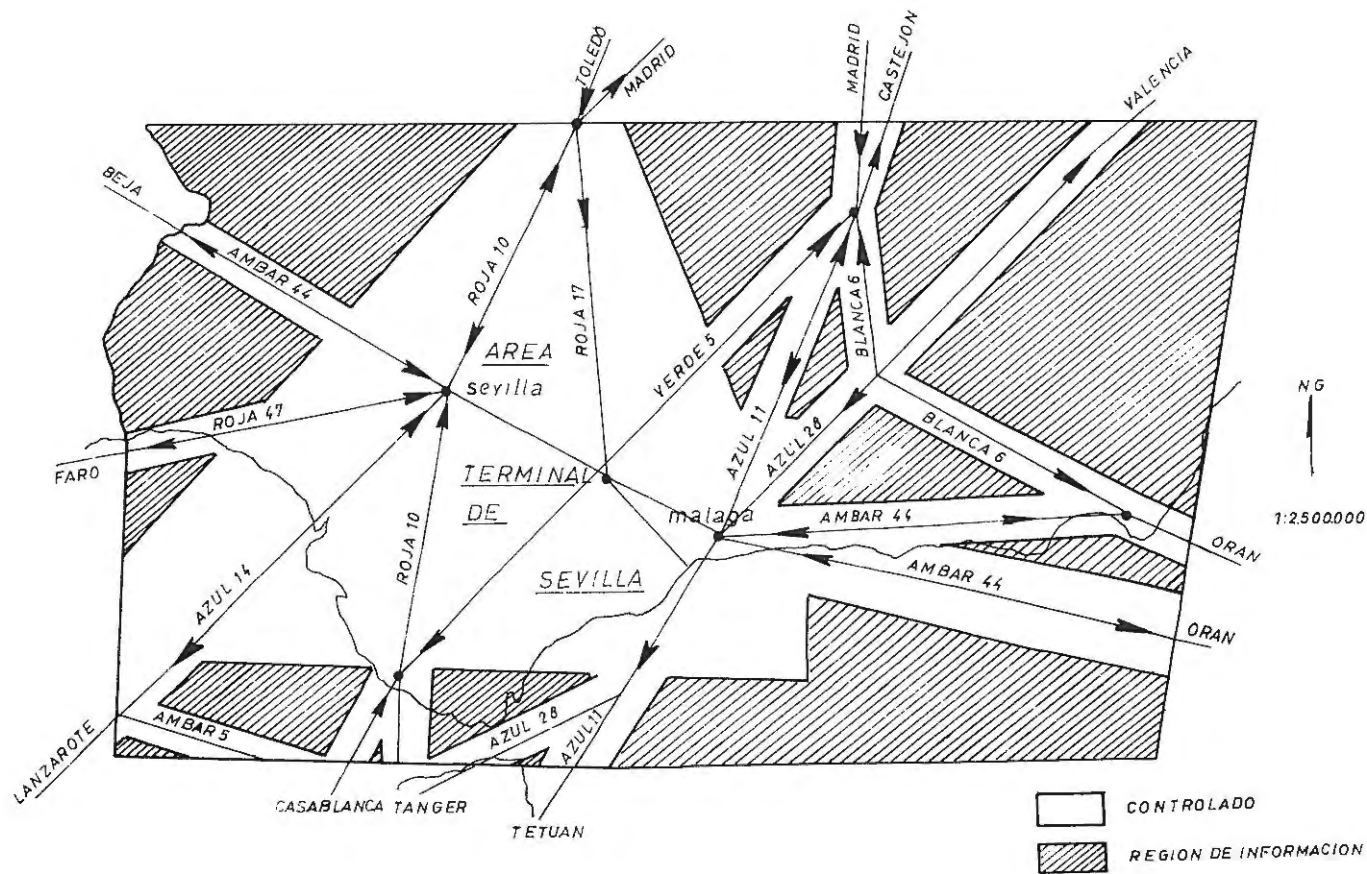 TOLEDO
MADRID
MADRID
CASTEJON
VALENCIA
BEJA
AMBAR 44
ROJA 10
ROJA 17
VERDE 5
BLANCA 6
AREA
sevilla
ROJA 47
FARO
AZUL 11
AZUL 28
BLANCA 6
NG
TERMINAL
DE
malaga
AMBAR 44
1:2.500.000
ORAN
ROJA 10
AZUL 14
SEVILLA
AMBAR 44
ORAN
LANZAROTE
AMBAR 5
AZUL 28
AZUL 11
CASABLANCA
TANGER
TETUAN
CONTROLADO
REGION DE INFORMACION